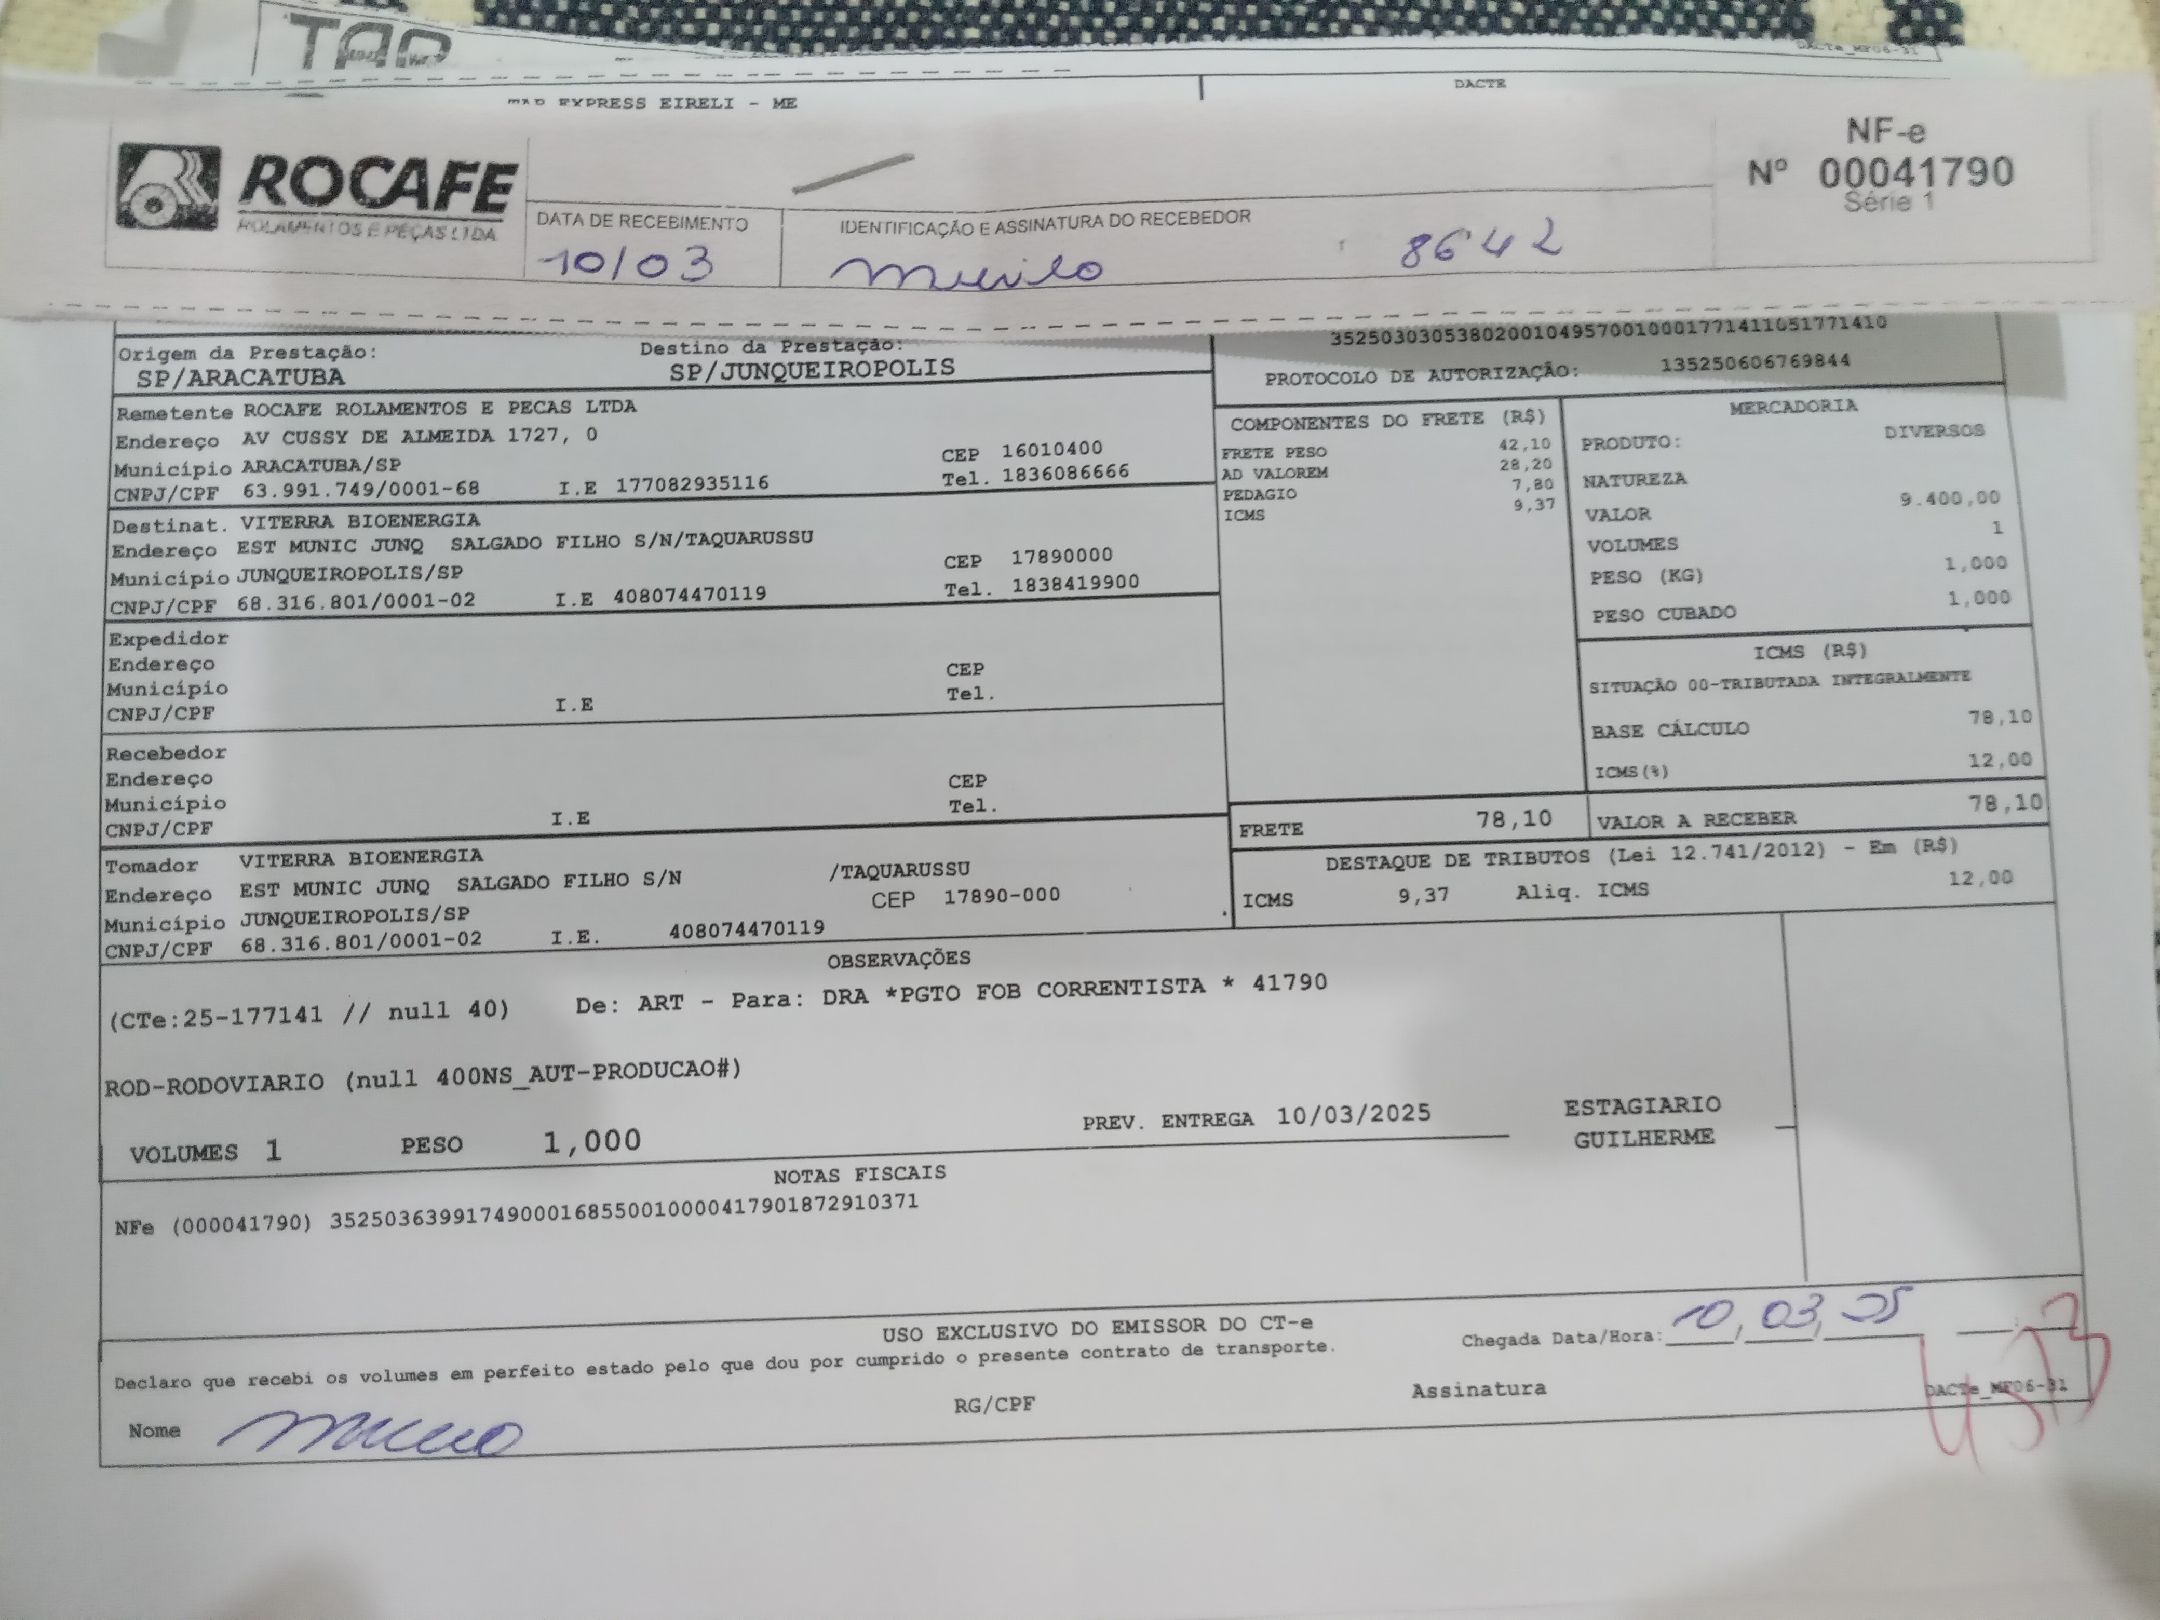 DACTe_MF06-31
EXPRESS EIRELI - ME
DACTE
ROCAFE
ROLAMENTOS E PEÇAS LTDA
DATA DE RECEBIMENTO
10/03
IDENTIFICAÇÃO E ASSINATURA DO RECEBEDOR
Murilo
8642
NF-e
Nº 00041790
Série 1
35250303053802001049570010001771411051771410
PROTOCOLO DE AUTORIZAÇÃO: 135250606769844
Origem da Prestação:
SP/ARACATUBA
Destino da Prestação:
SP/JUNQUEIROPOLIS
Remetente ROCAFE ROLAMENTOS E PECAS LTDA
Endereço AV CUSSY DE ALMEIDA 1727, 0
CEP 16010400
Município ARACATUBA/SP
Tel. 1836086666
CNPJ/CPF 63.991.749/0001-68 I.E 177082935116
Destinat. VITERRA BIOENERGIA
Endereço EST MUNIC JUNQ SALGADO FILHO S/N/TAQUARUSSU
CEP 17890000
Município JUNQUEIROPOLIS/SP
Tel. 1838419900
CNPJ/CPF 68.316.801/0001-02 I.E 408074470119
Expedidor
Endereço
CEP
Município
Tel.
CNPJ/CPF I.E
Recebedor
Endereço
CEP
Município
Tel.
CNPJ/CPF I.E
Tomador VITERRA BIOENERGIA
Endereço EST MUNIC JUNQ SALGADO FILHO S/N /TAQUARUSSU
CEP 17890-000
Município JUNQUEIROPOLIS/SP
CNPJ/CPF 68.316.801/0001-02 I.E. 408074470119
COMPONENTES DO FRETE (R$)
FRETE PESO 42,10
AD VALOREM 28,20
PEDAGIO 7,80
ICMS 9,37
MERCADORIA
PRODUTO: DIVERSOS
NATUREZA
VALOR 9.400,00
VOLUMES 1
PESO (KG) 1,000
PESO CUBADO 1,000
ICMS (R$)
SITUAÇÃO 00-TRIBUTADA INTEGRALMENTE
BASE CÁLCULO 78,10
ICMS(%) 12,00
FRETE 78,10
VALOR A RECEBER 78,10
DESTAQUE DE TRIBUTOS (Lei 12.741/2012) - Em (R$)
ICMS 9,37 Aliq. ICMS 12,00
OBSERVAÇÕES
(CTe:25-177141 // null 40) De: ART - Para: DRA *PGTO FOB CORRENTISTA * 41790
ROD-RODOVIARIO (null 400NS_AUT-PRODUCAO#)
VOLUMES 1 PESO 1,000
PREV. ENTREGA 10/03/2025
ESTAGIARIO
GUILHERME
NOTAS FISCAIS
NFe (000041790) 35250363991749000168550010000417901872910371
USO EXCLUSIVO DO EMISSOR DO CT-e
Declaro que recebi os volumes em perfeito estado pelo que dou por cumprido o presente contrato de transporte.
Chegada Data/Hora: 10/03/25
Nome Murilo
RG/CPF
Assinatura
DACTe_MF06-31